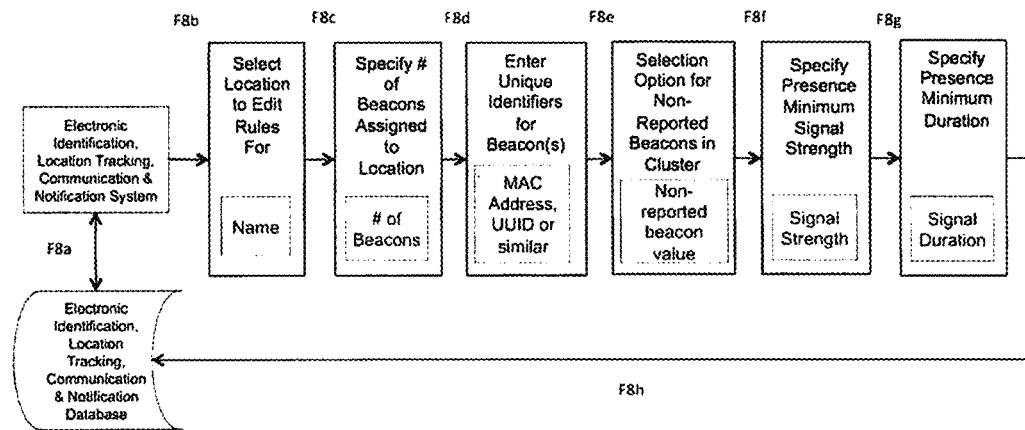 F8b
F8c
F8d
F8e
F8f
F8g
Electronic
Identification,
Location Tracking,
Communication &
Notification System
Select
Location
to Edit
Rules
For
Name
Specify #
of
Beacons
Assigned
to
Location
# of
Beacons
Enter
Unique
Identifiers
for
Beacon(s)
MAC
Address,
UUID or
similar
Selection
Option for
Non-
Reported
Beacons in
Cluster
Non-
reported
beacon
value
Specify
Presence
Minimum
Signal
Strength
Signal
Strength
Specify
Presence
Minimum
Duration
Signal
Duration
F8a
Electronic
Identification,
Location
Tracking,
Communication
& Notification
Database
F8h